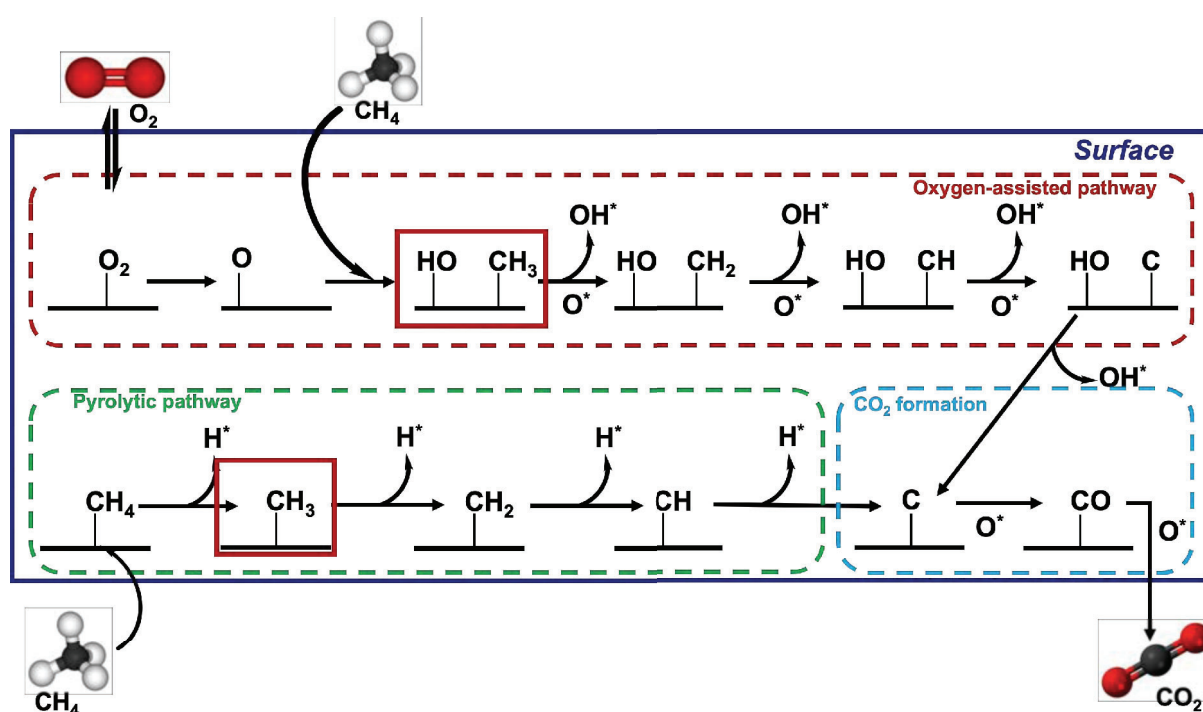 O₂
CH₄
Surface
Oxygen-assisted pathway
OH* OH* OH*
O₂ O HO CH₃ HO CH₂ HO CH HO C
O* O* O*
OH*
Pyrolytic pathway
CO₂ formation
H* H* H* H*
CH₄ CH₃ CH₂ CH C CO
O* O*
CH₄
CO₂